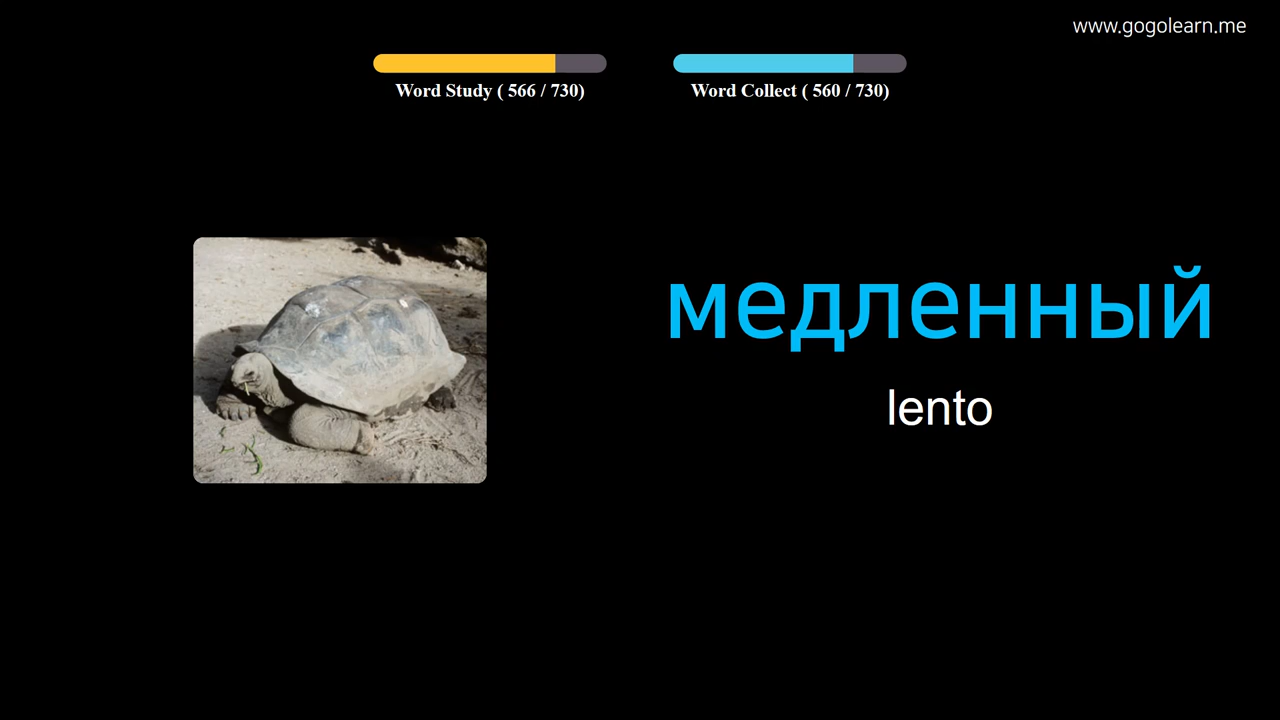 www.gogolearn.me
Word Study ( 566 / 730)
Word Collect ( 560 / 730)
медленный
lento